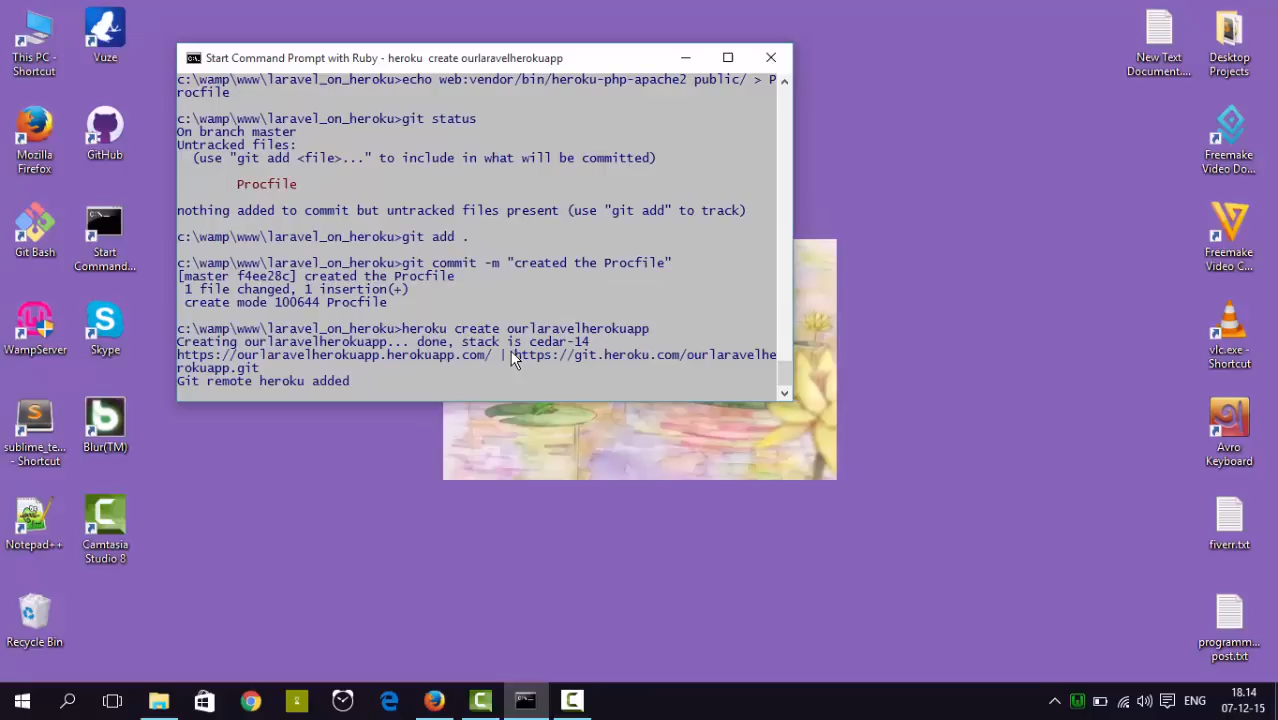 This PC -
Shortcut
Vuze
Mozilla
Firefox
GitHub
Git Bash
Start
Command...
WampServer
Skype
sublime_te...
- Shortcut
Blur(TM)
Notepad++
Camtasia
Studio 8
Recycle Bin
Start Command Prompt with Ruby - heroku  create ourlaravelherokuapp
c:\wamp\www\laravel_on_heroku>echo web:vendor/bin/heroku-php-apache2 public/ > P
rocfile
c:\wamp\www\laravel_on_heroku>git status
On branch master
Untracked files:
(use "git add <file>..." to include in what will be committed)
Procfile
nothing added to commit but untracked files present (use "git add" to track)
c:\wamp\www\laravel_on_heroku>git add .
c:\wamp\www\laravel_on_heroku>git commit -m "created the Procfile"
[master f4ee28c] created the Procfile
1 file changed, 1 insertion(+)
create mode 100644 Procfile
c:\wamp\www\laravel_on_heroku>heroku create ourlaravelherokuapp
Creating ourlaravelherokuapp... done, stack is cedar-14
https://ourlaravelherokuapp.herokuapp.com/ | https://git.heroku.com/ourlaravelhe
rokuapp.git
Git remote heroku added
New Text
Document....
Desktop
Projects
Freemake
Video Do...
Freemake
Video C...
vlc.exe -
Shortcut
Avro
Keyboard
fiverr.txt
programm...
post.txt
ENG
18.14
07-12-15